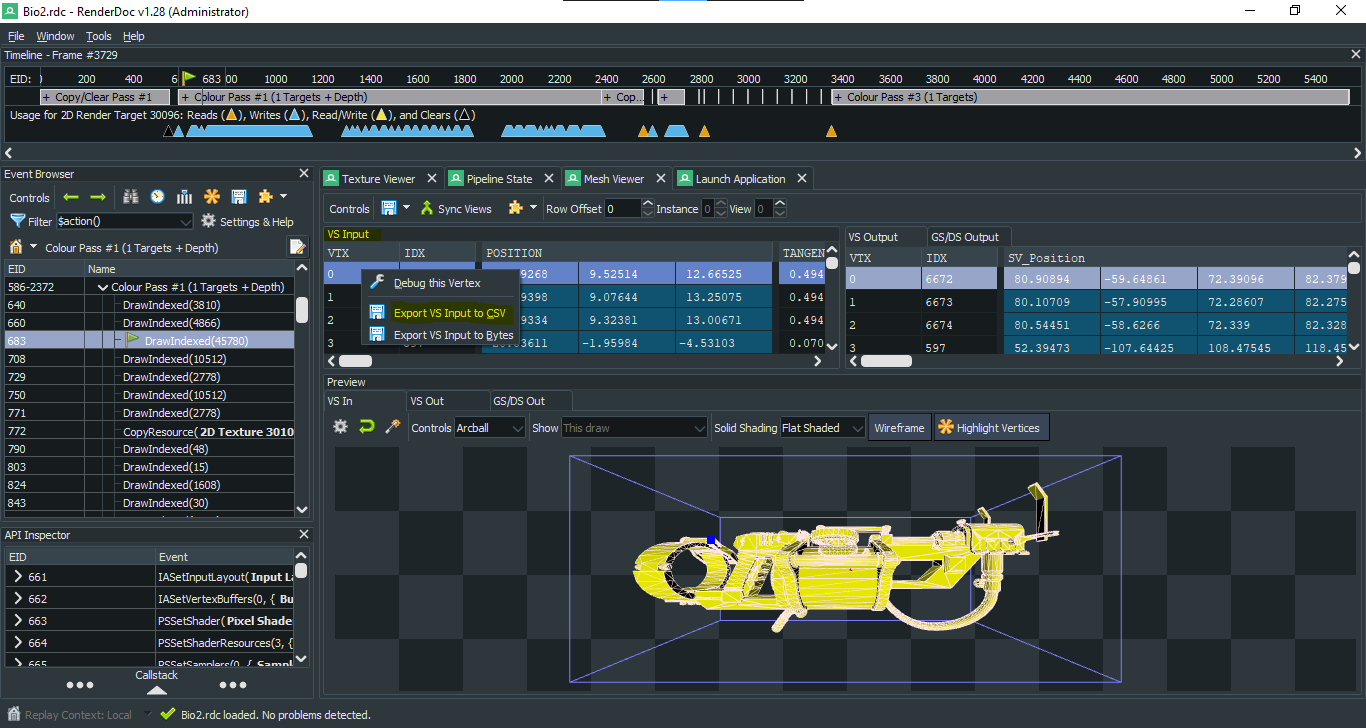 Bio2.rdc - RenderDoc v1.28 (Administrator)
File Window Tools Help
Timeline - Frame #3729
EID: 200 400 683 1000 1200 1400 1600 1800 2000 2200 2400 2600 2800 3000 3200 3400 3600 3800 4000 4200 4400 4600 4800 5000 5200 5400
+ Copy/Clear Pass #1 + Colour Pass #1 (1 Targets + Depth) + Cop... + + Colour Pass #3 (1 Targets)
Usage for 2D Render Target 30096: Reads (▲), Writes (▲), Read/Write (▲), and Clears (△)
Event Browser
Controls
Filter $action() Settings & Help
Colour Pass #1 (1 Targets + Depth)
EID Name
586-2372 Colour Pass #1 (1 Targets + Depth)
640 DrawIndexed(3810)
660 DrawIndexed(4866)
683 DrawIndexed(45780)
708 DrawIndexed(10512)
729 DrawIndexed(2778)
750 DrawIndexed(10512)
771 DrawIndexed(2778)
772 CopyResource( 2D Texture 3010
790 DrawIndexed(48)
803 DrawIndexed(15)
824 DrawIndexed(1608)
843 DrawIndexed(30)
API Inspector
EID Event
661 IASetInputLayout( Input La
662 IASetVertexBuffers(0, { Bu
663 PSSetShader( Pixel Shade
664 PSSetShaderResources(3, {
665 PSSetSamplers(0, { Samp
Callstack
Texture Viewer Pipeline State Mesh Viewer Launch Application
Controls Sync Views Row Offset 0 Instance 0 View 0
VS Input
VTX IDX POSITION TANGEN
0 9268 9.52514 12.66525 0.494
1 9398 9.07644 13.25075 0.494
2 9334 9.32381 13.00671 0.494
3 -1.95984 -4.53103 0.070
Debug this Vertex
Export VS Input to CSV
Export VS Input to Bytes
VS Output GS/DS Output
VTX IDX SV_Position
0 6672 80.90894 -59.64861 72.39096 82.379
1 6673 80.10709 -57.90995 72.28607 82.275
2 6674 80.54451 -58.6266 72.339 82.328
3 597 52.39473 -107.64425 108.47545 118.45
Preview
VS In VS Out GS/DS Out
Controls Arcball Show This draw Solid Shading Flat Shaded Wireframe Highlight Vertices
Replay Context: Local Bio2.rdc loaded. No problems detected.